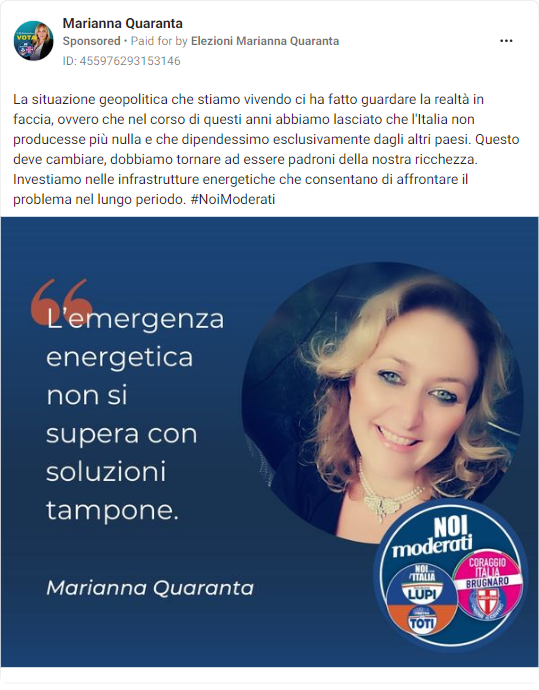 Marianna Quaranta
Sponsored • Paid for by Elezioni Marianna Quaranta
ID: 455976293153146
La situazione geopolitica che stiamo vivendo ci ha fatto guardare la realtà in
faccia, ovvero che nel corso di questi anni abbiamo lasciato che l'Italia non
producesse più nulla e che dipendessimo esclusivamente dagli altri paesi. Questo
deve cambiare, dobbiamo tornare ad essere padroni della nostra ricchezza.
Investiamo nelle infrastrutture energetiche che consentano di affrontare il
problema nel lungo periodo. #NoiModerati
“
L'emergenza
energetica
non si
supera con
soluzioni
tampone.
Marianna Quaranta
NOI
moderati
NOI
L'ITALIA
LUPI
TOTI
CORAGGIO
ITALIA
BRUGNARO
VOTA